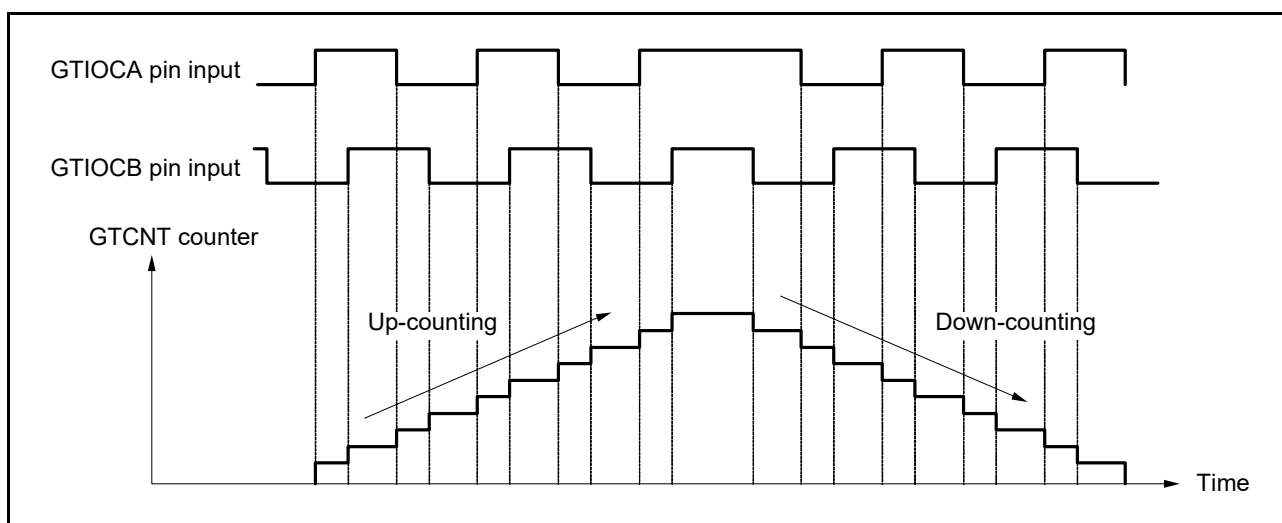 GTIOCA pin input
GTIOCB pin input
GTCNT counter
Up-counting
Down-counting
Time